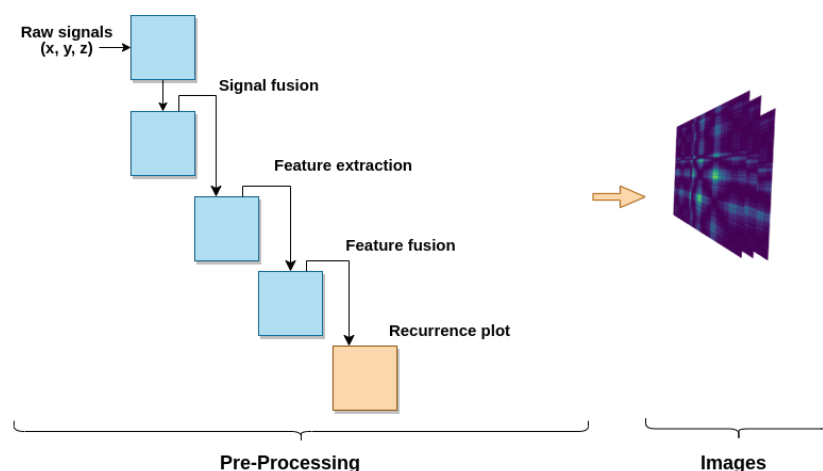 Raw signals
(x, y, z)
Signal fusion
Feature extraction
Feature fusion
Recurrence plot
Pre-Processing
Images